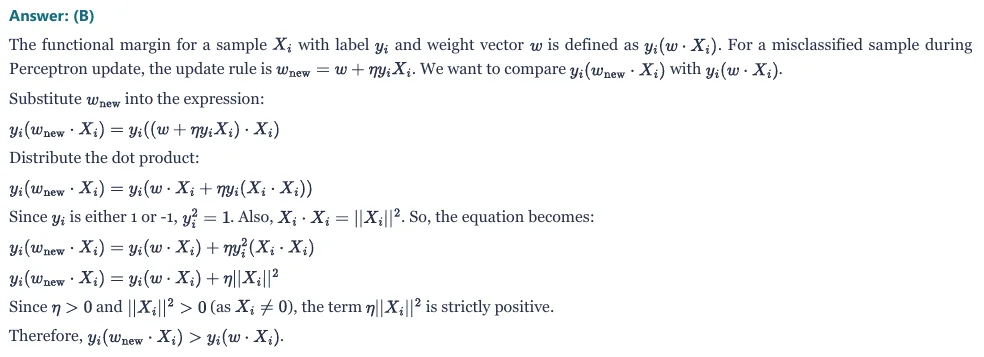 Answer: (B)
The functional margin for a sample Xᵢ with label yᵢ and weight vector w is defined as yᵢ(w · Xᵢ). For a misclassified sample during
Perceptron update, the update rule is w_new = w + ηyᵢXᵢ. We want to compare yᵢ(w_new · Xᵢ) with yᵢ(w · Xᵢ).
Substitute w_new into the expression:
yᵢ(w_new · Xᵢ) = yᵢ((w + ηyᵢXᵢ) · Xᵢ)
Distribute the dot product:
yᵢ(w_new · Xᵢ) = yᵢ(w · Xᵢ + ηyᵢ(Xᵢ · Xᵢ))
Since yᵢ is either 1 or -1, yᵢ² = 1. Also, Xᵢ · Xᵢ = ||Xᵢ||². So, the equation becomes:
yᵢ(w_new · Xᵢ) = yᵢ(w · Xᵢ) + ηyᵢ²(Xᵢ · Xᵢ)
yᵢ(w_new · Xᵢ) = yᵢ(w · Xᵢ) + η||Xᵢ||²
Since η > 0 and ||Xᵢ||² > 0 (as Xᵢ ≠ 0), the term η||Xᵢ||² is strictly positive.
Therefore, yᵢ(w_new · Xᵢ) > yᵢ(w · Xᵢ).